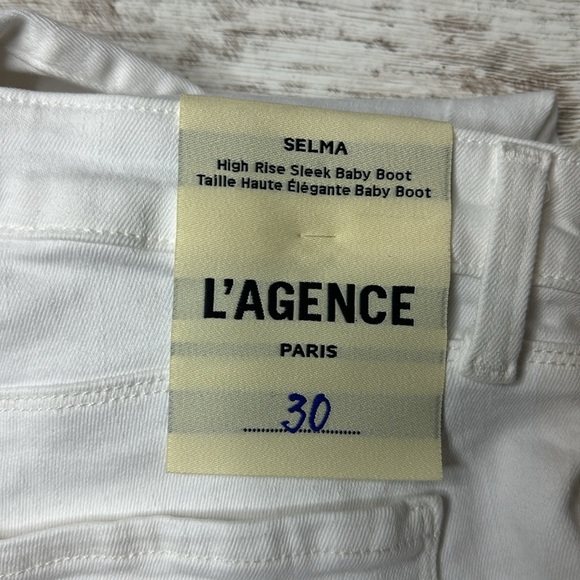 SELMA
High Rise Sleek Baby Boot
Taille Haute Élégante Baby Boot
L'AGENCE
PARIS
30